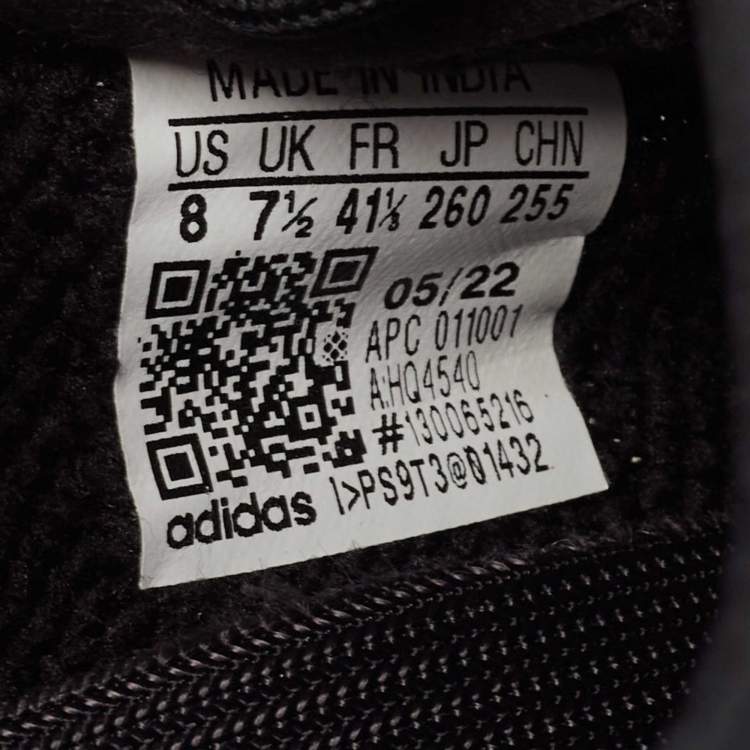 MADE IN INDIA
US UK FR JP CHN
8 7½ 41⅓ 260 255
05/22
APC 011001
A:HQ4540
#130065216
adidas I>PS9T3@01432